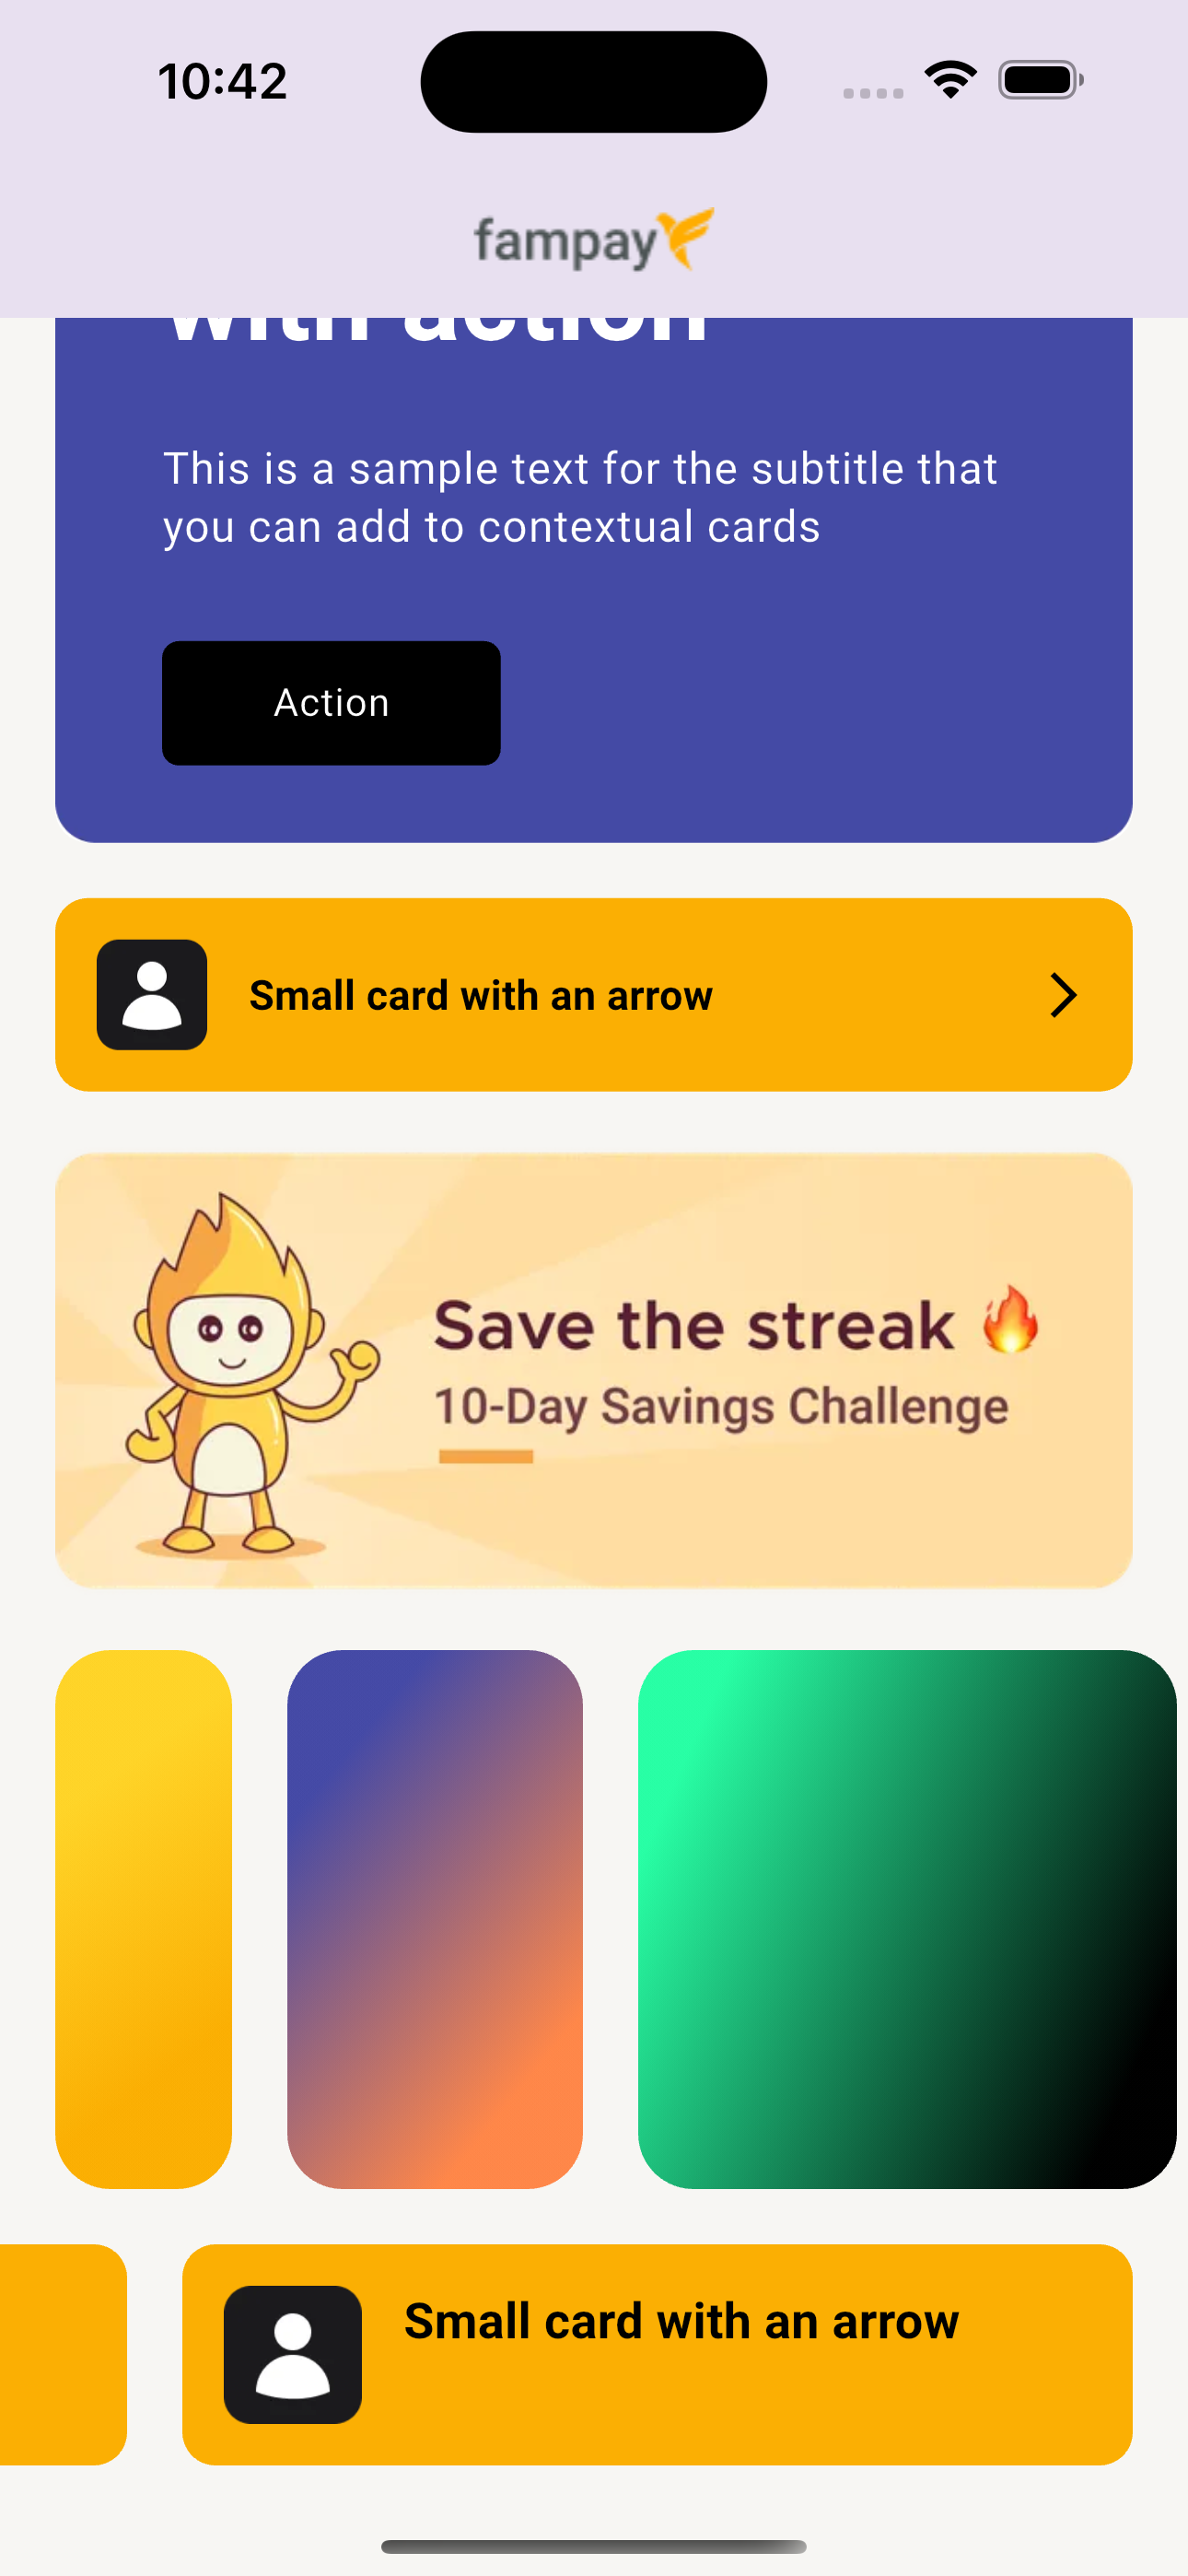 10:42
fampay
with action
This is a sample text for the subtitle that
you can add to contextual cards
Action
Small card with an arrow
Save the streak 🔥
10-Day Savings Challenge
Small card with an arrow